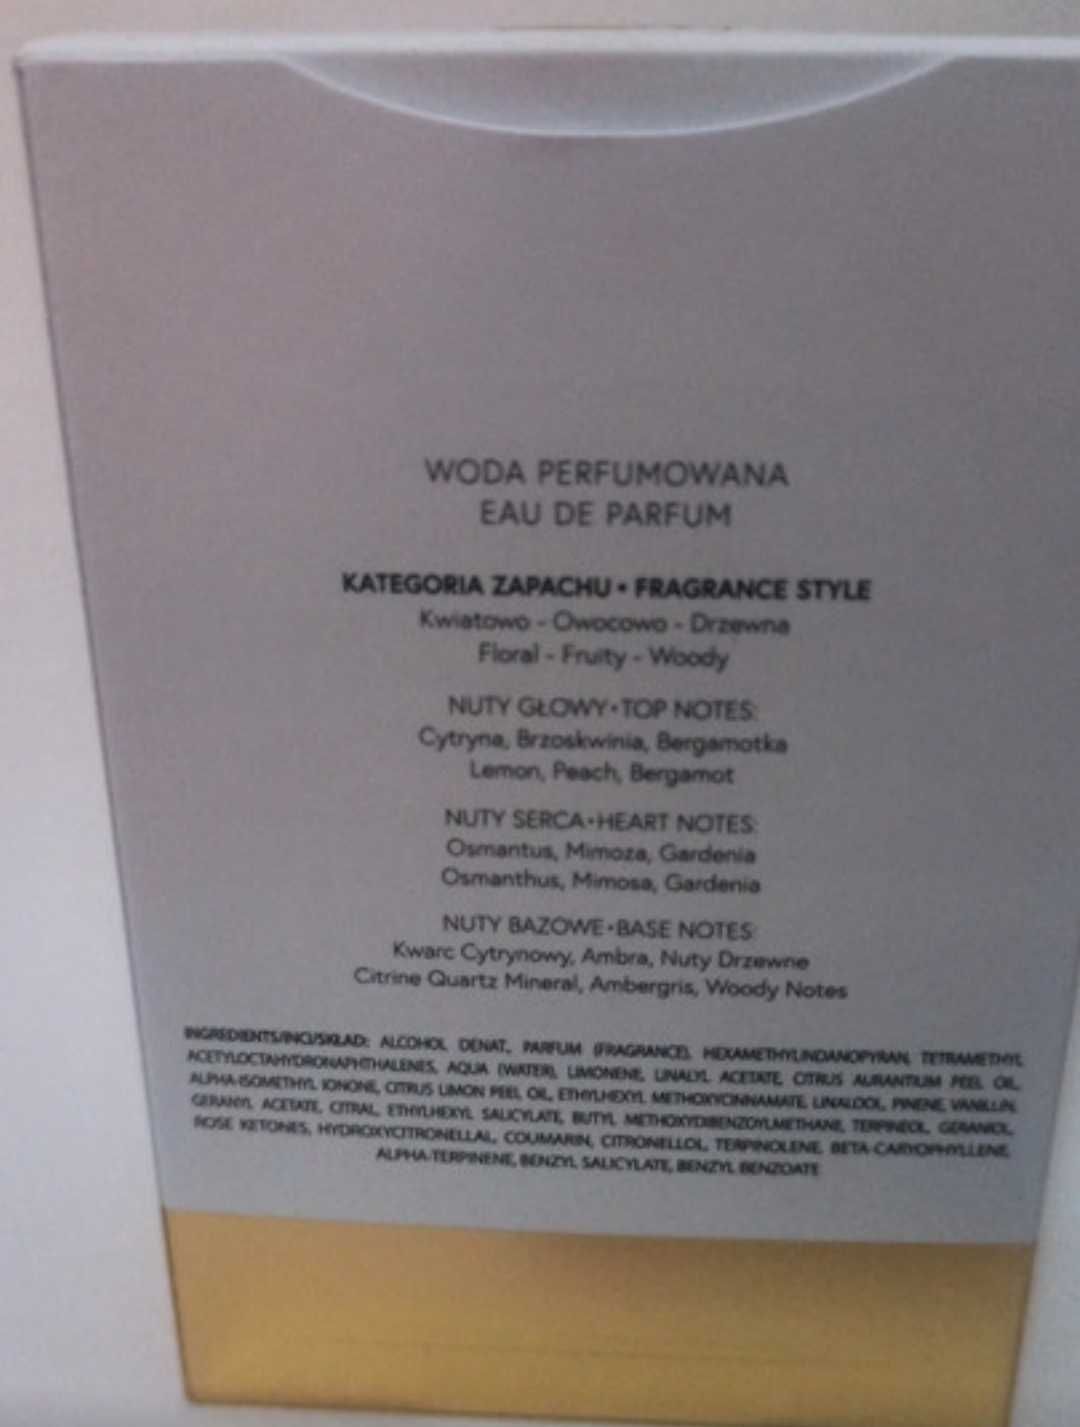 WODA PERFUMOWANA
EAU DE PARFUM
KATEGORIA ZAPACHU • FRAGRANCE STYLE
Kwiatowo - Owocowo - Drzewna
Floral - Fruity - Woody
NUTY GŁOWY • TOP NOTES:
Cytryna, Brzoskwinia, Bergamotka
Lemon, Peach, Bergamot
NUTY SERCA • HEART NOTES:
Osmantus, Mimoza, Gardenia
Osmanthus, Mimosa, Gardenia
NUTY BAZOWE • BASE NOTES:
Kwarc Cytrynowy, Ambra, Nuty Drzewne
Citrine Quartz Mineral, Ambergris, Woody Notes
INGREDIENTS/INCI/SKŁAD: ALCOHOL DENAT., PARFUM (FRAGRANCE), HEXAMETHYLINDANOPYRAN, TETRAMETHYL
ACETYLOCTAHYDRONAPHTHALENES, AQUA (WATER), LIMONENE, LINALYL ACETATE, CITRUS AURANTIUM PEEL OIL,
ALPHA-ISOMETHYL IONONE, CITRUS LIMON PEEL OIL, ETHYLHEXYL METHOXYCINNAMATE, LINALOOL, PINENE, VANILLIN,
GERANYL ACETATE, CITRAL, ETHYLHEXYL SALICYLATE, BUTYL METHOXYDIBENZOYLMETHANE, TERPINEOL, GERANIOL,
ROSE KETONES, HYDROXYCITRONELLAL, COUMARIN, CITRONELLOL, TERPINOLENE, BETA-CARYOPHYLLENE,
ALPHA-TERPINENE, BENZYL SALICYLATE, BENZYL BENZOATE